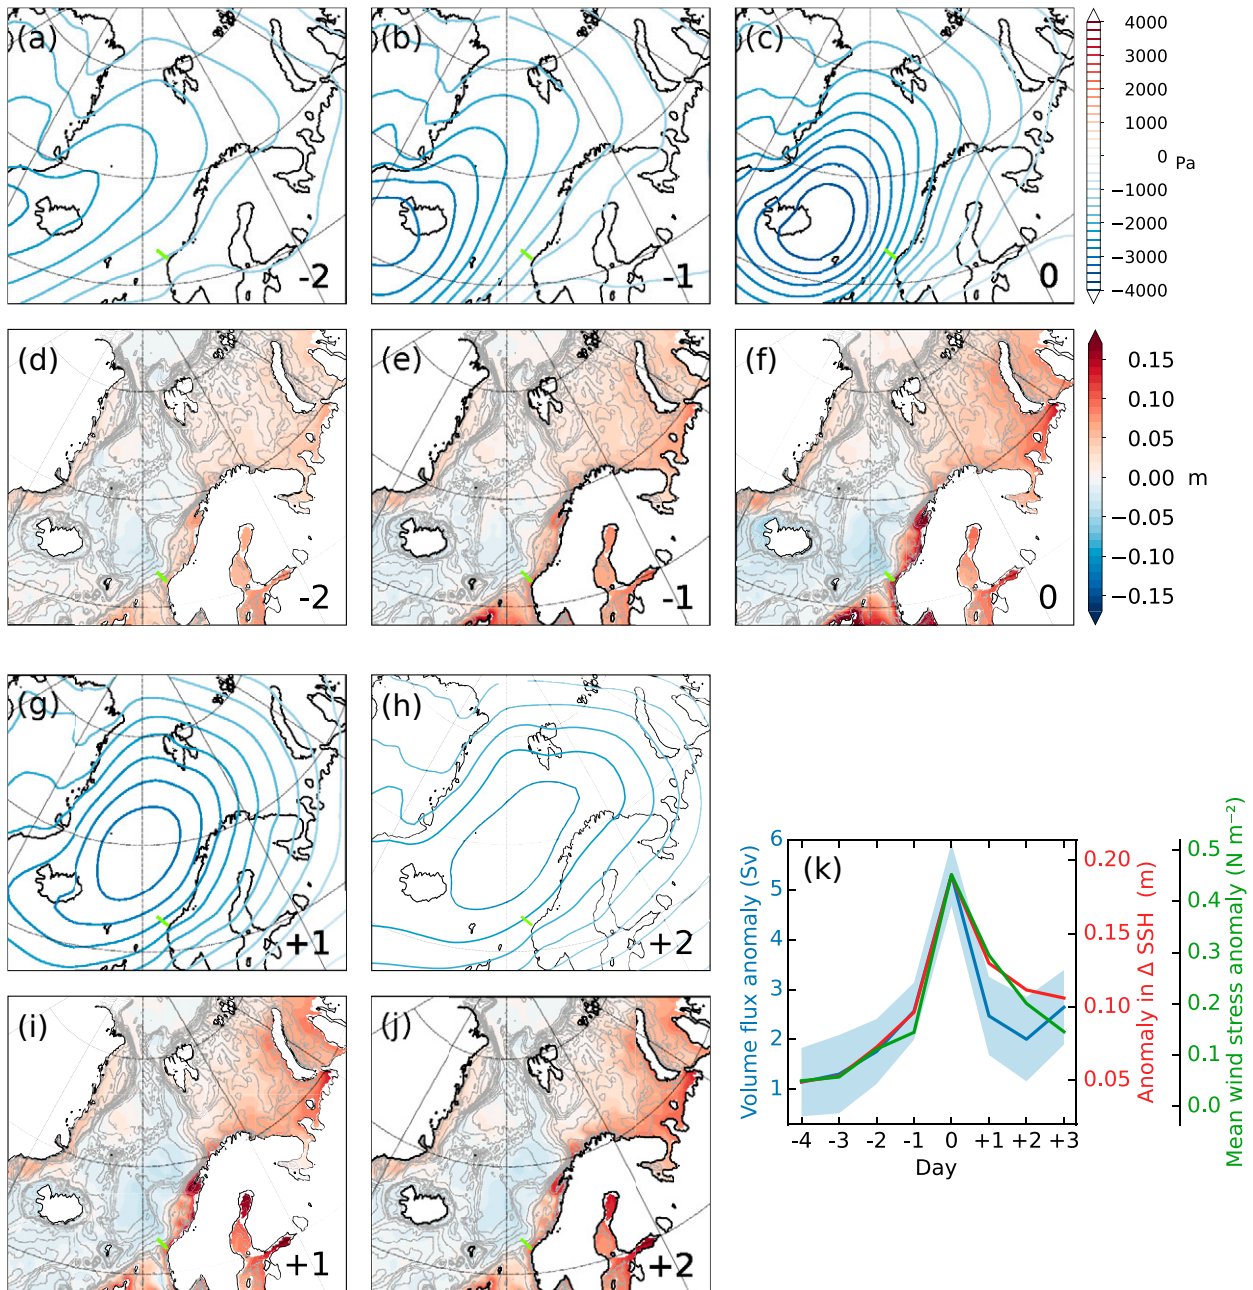 (a)
-2
(b)
-1
(c)
0
4000
3000
2000
1000
0
Pa
−1000
−2000
−3000
−4000
(d)
-2
(e)
-1
(f)
0
0.15
0.10
0.05
0.00 m
−0.05
−0.10
−0.15
(g)
+1
(h)
+2
(i)
+1
(j)
+2
(k)
Volume flux anomaly (Sv)
6
5
4
3
2
1
-4 -3 -2 -1 0 +1 +2 +3
Day
0.20
0.15
0.10
0.05
Anomaly in Δ SSH (m)
0.5
0.4
0.3
0.2
0.1
0.0
Mean wind stress anomaly (N m⁻²)